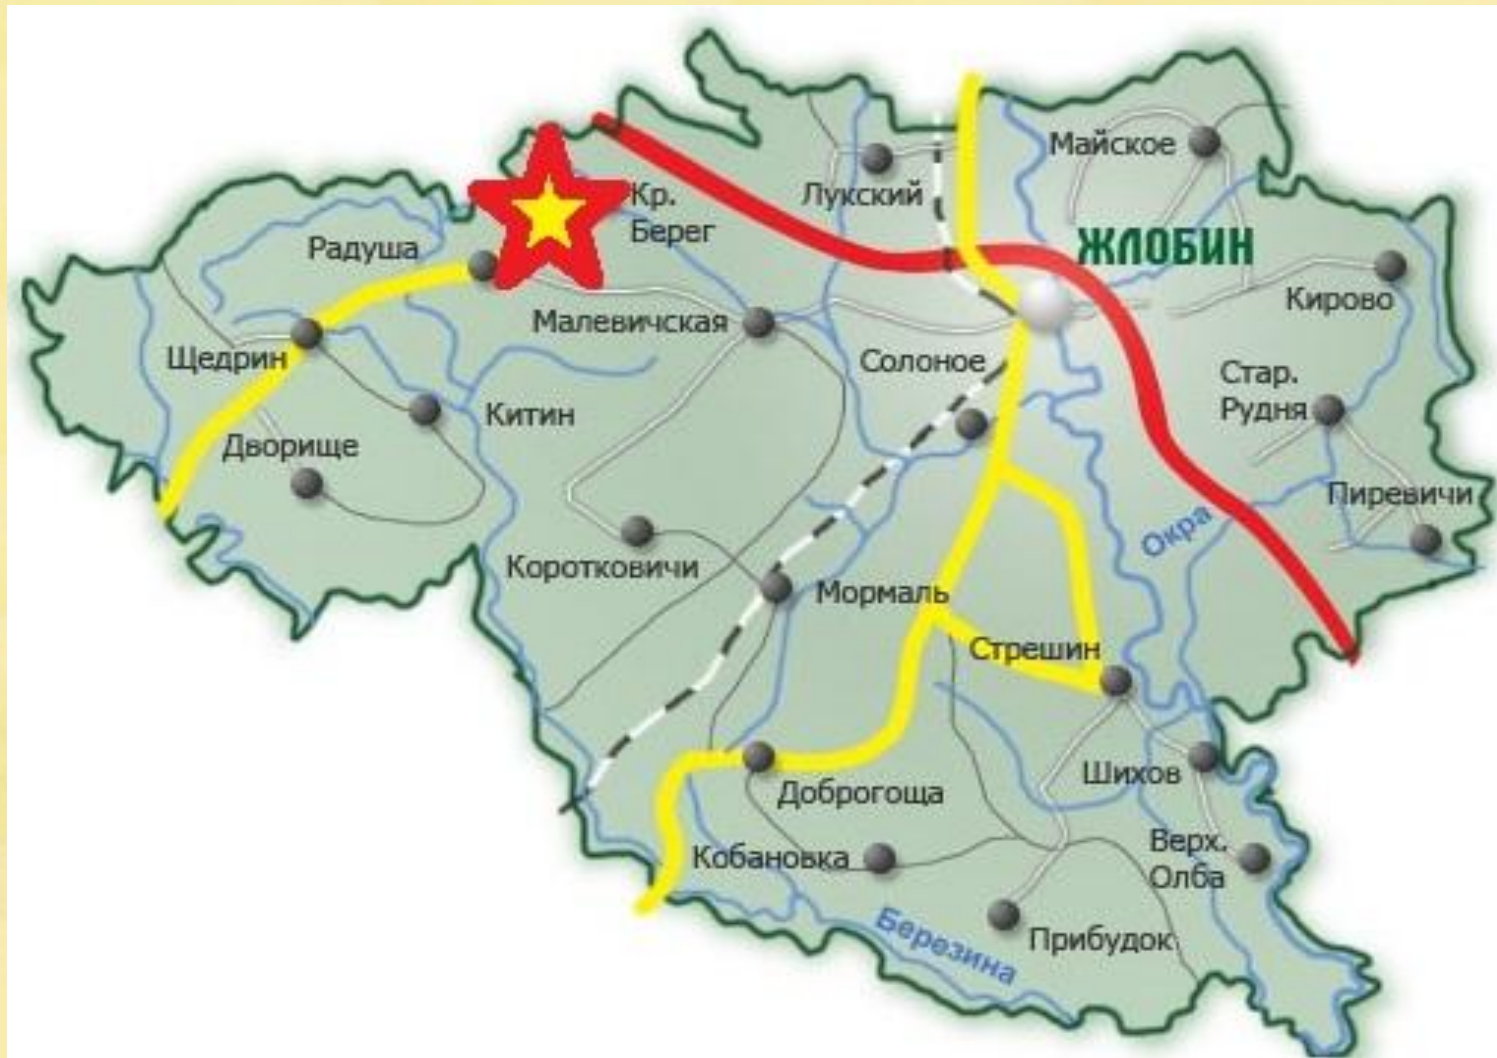 Майское
Лукский
Кр.
Берег
ЖЛОБИН
Радуша
Кирово
Малевичская
Щедрин
Солоное
Стар.
Рудня
Китин
Дворище
Пиревичи
Окра
Коротковичи
Мормаль
Стрешин
Шихов
Доброгоща
Верх.
Олба
Кобановка
Березина
Прибудок